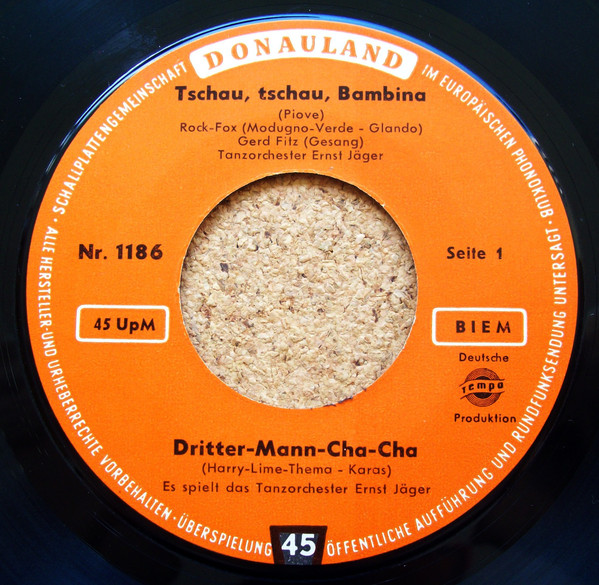 DONAULAND
SCHALLPLATTENGEMEINSCHAFT
IM EUROPÄISCHEN PHONOKLUB
Tschau, tschau, Bambina
(Piove)
Rock-Fox (Modugno-Verde - Glando)
Gerd Fitz (Gesang)
Tanzorchester Ernst Jäger
Nr. 1186
Seite 1
45 UpM
BIEM
Deutsche
Tempo
Produktion
Dritter-Mann-Cha-Cha
(Harry-Lime-Thema - Karas)
Es spielt das Tanzorchester Ernst Jäger
· ALLE HERSTELLER- UND URHEBERRECHTE VORBEHALTEN · ÜBERSPIELUNG
45
ÖFFENTLICHE AUFFÜHRUNG UND RUNDFUNKSENDUNG UNTERSAGT ·